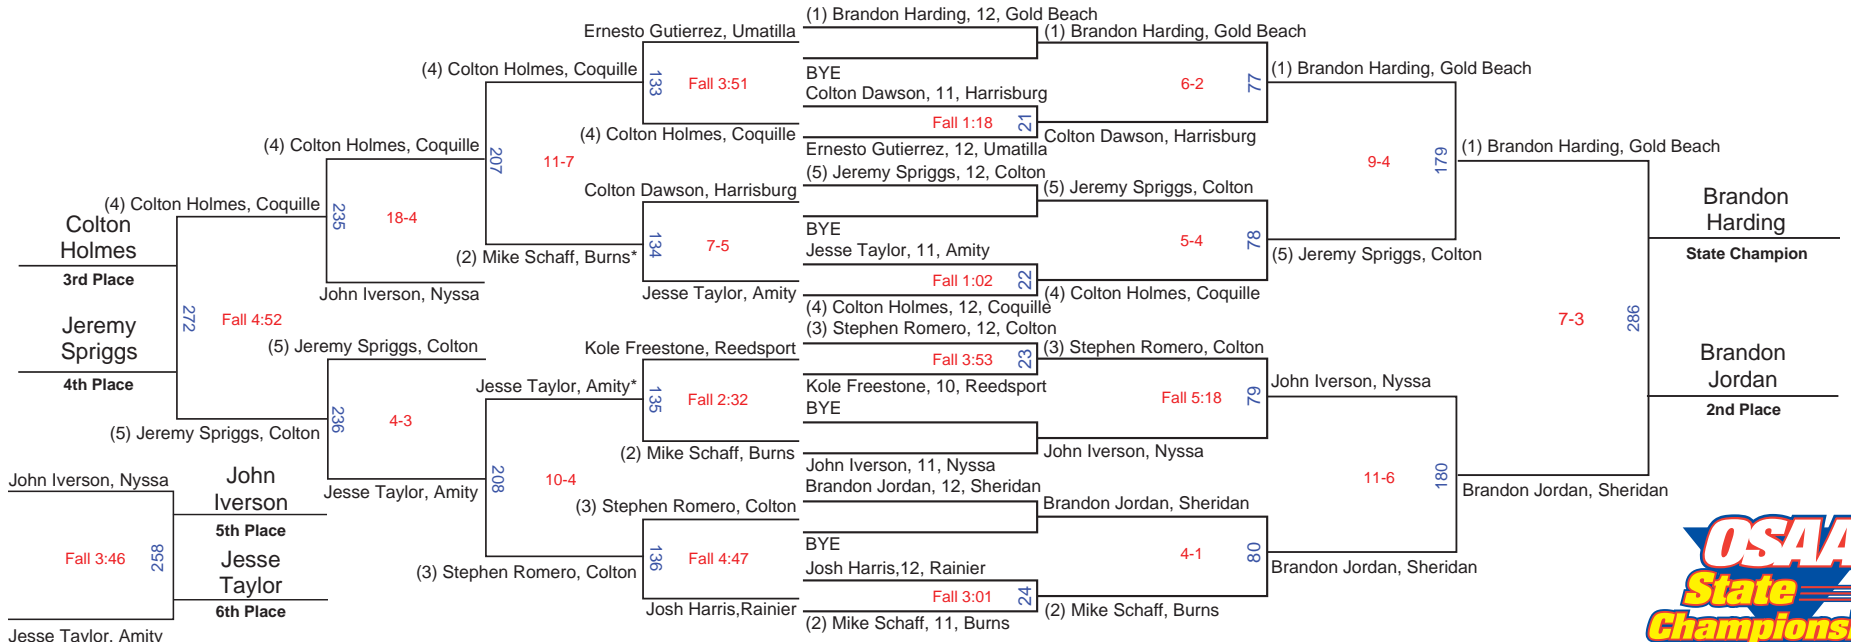 (1) Brandon Harding, 12, Gold Beach
BYE
Colton Dawson, 11, Harrisburg
Fall 1:18
21
Ernesto Gutierrez, 12, Umatilla
(5) Jeremy Spriggs, 12, Colton
BYE
Jesse Taylor, 11, Amity
Fall 1:02
22
(4) Colton Holmes, 12, Coquille
(3) Stephen Romero, 12, Colton
Fall 3:53
23
Kole Freestone, 10, Reedsport
BYE
John Iverson, 11, Nyssa
Brandon Jordan, 12, Sheridan
BYE
Josh Harris,12, Rainier
Fall 3:01
24
(2) Mike Schaff, 11, Burns
(1) Brandon Harding, Gold Beach
6-2
77
Colton Dawson, Harrisburg
(5) Jeremy Spriggs, Colton
5-4
78
(4) Colton Holmes, Coquille
(3) Stephen Romero, Colton
Fall 5:18
79
John Iverson, Nyssa
Brandon Jordan, Sheridan
4-1
80
(2) Mike Schaff, Burns
(1) Brandon Harding, Gold Beach
9-4
179
(5) Jeremy Spriggs, Colton
John Iverson, Nyssa
11-6
180
Brandon Jordan, Sheridan
(1) Brandon Harding, Gold Beach
7-3
286
Brandon Jordan, Sheridan
Brandon
Harding
State Champion
Brandon
Jordan
2nd Place
Ernesto Gutierrez, Umatilla
133
Fall 3:51
(4) Colton Holmes, Coquille
Colton Dawson, Harrisburg
134
7-5
Jesse Taylor, Amity
Kole Freestone, Reedsport
135
Fall 2:32
(2) Mike Schaff, Burns
(3) Stephen Romero, Colton
136
Fall 4:47
Josh Harris,Rainier
(4) Colton Holmes, Coquille
207
11-7
(2) Mike Schaff, Burns*
Jesse Taylor, Amity*
208
10-4
(3) Stephen Romero, Colton
(4) Colton Holmes, Coquille
235
18-4
John Iverson, Nyssa
(5) Jeremy Spriggs, Colton
236
4-3
Jesse Taylor, Amity
(4) Colton Holmes, Coquille
272
Fall 4:52
(5) Jeremy Spriggs, Colton
Colton
Holmes
3rd Place
Jeremy
Spriggs
4th Place
John Iverson, Nyssa
Fall 3:46
258
Jesse Taylor, Amity
John
Iverson
5th Place
Jesse
Taylor
6th Place
OSAA
State
Championsh